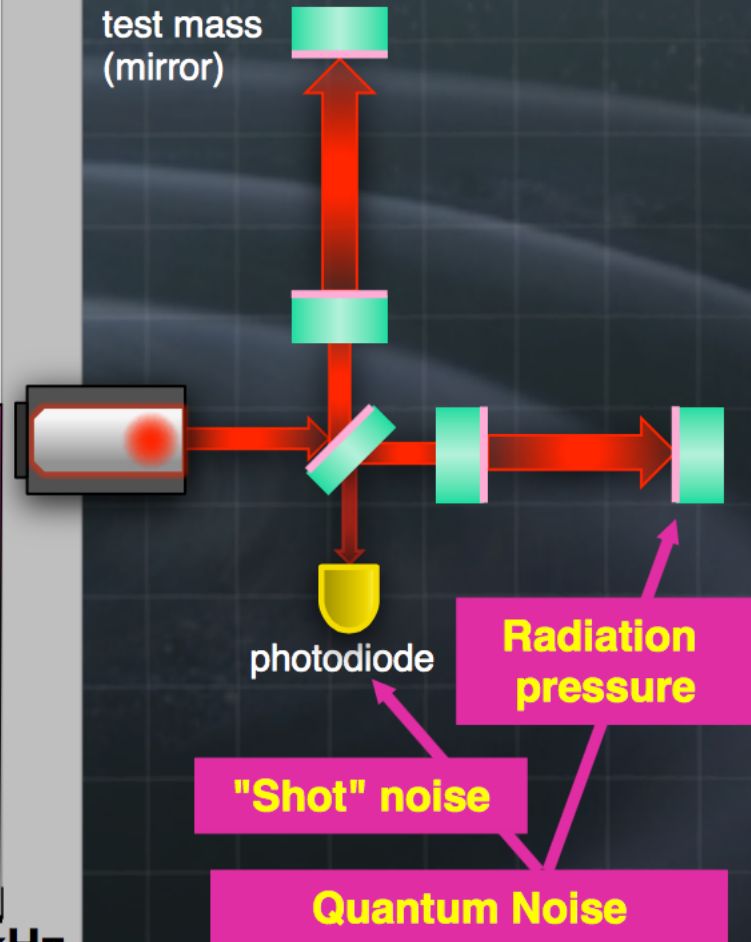 test mass
(mirror)
photodiode
Radiation
pressure
"Shot" noise
Quantum Noise